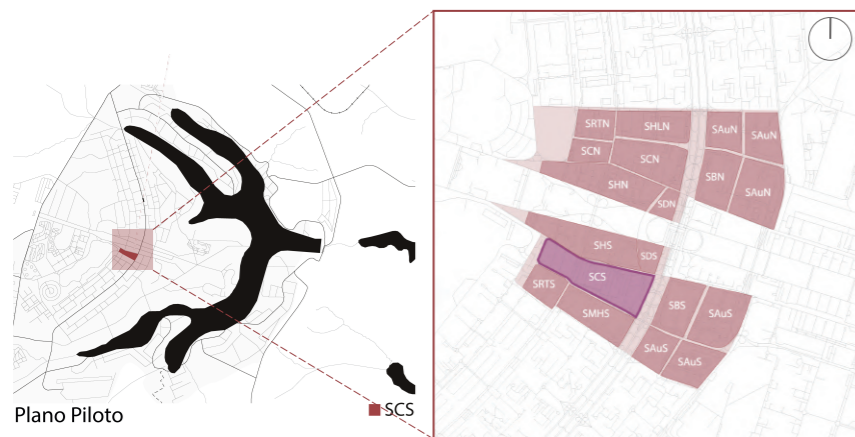 Plano Piloto
SCS
SRTN
SHLN
SAuN
SAuN
SCN
SCN
SHN
SBN
SAuN
SDN
SHS
SDS
SCS
SRTS
SMHS
SBS
SAuS
SAuS
SAuS